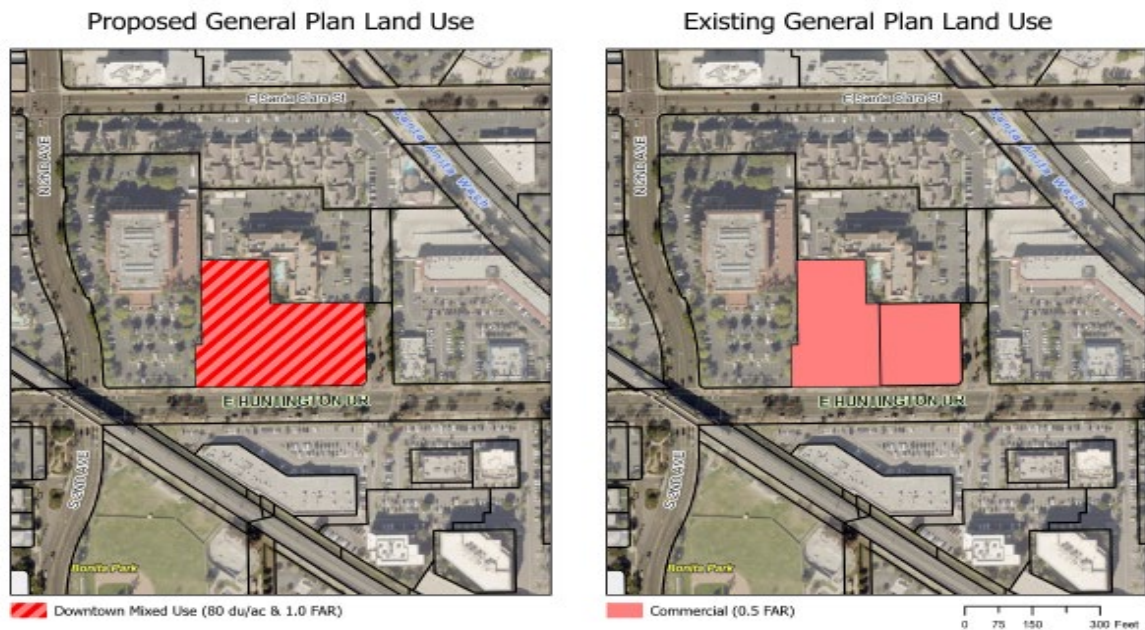 Proposed General Plan Land Use
Existing General Plan Land Use
E Santa Clara St
E Santa Clara St
N 2ND AVE
Santa Anita Wash
N 2ND AVE
Santa Anita Wash
E HUNTINGTON DR
E HUNTINGTON DR
S 2ND AVE
S 2ND AVE
Bonita Park
Bonita Park
Downtown Mixed Use (80 du/ac & 1.0 FAR)
Commercial (0.5 FAR)
0 75 150 300 Feet